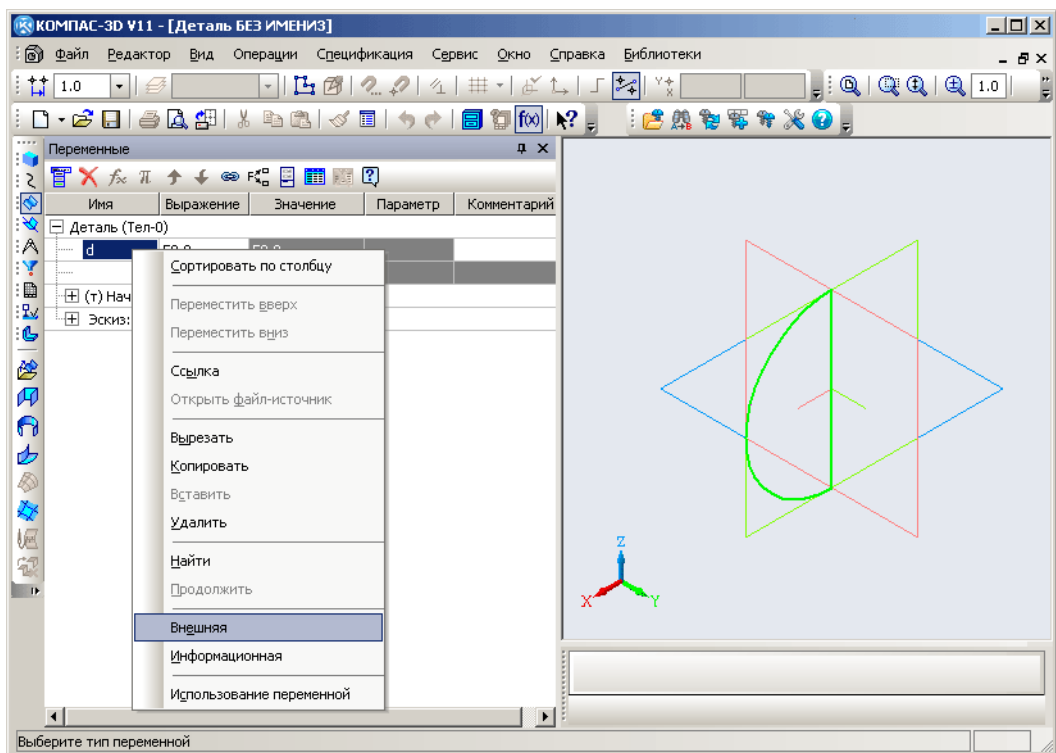 КОМПАС-3D V11 - [Деталь БЕЗ ИМЕНИ3]
Файл Редактор Вид Операции Спецификация Сервис Окно Справка Библиотеки
1.0 1.0
f(x)
Переменные
Имя Выражение Значение Параметр Комментарий
Деталь (Тел-0)
d
Сортировать по столбцу
(т) Нач
Переместить вверх
Эскиз:
Переместить вниз
Ссылка
Открыть файл-источник
Вырезать
Копировать
Вставить
Удалить
Найти
Продолжить
Внешняя
Информационная
Использование переменной
Z
X
Y
Выберите тип переменной